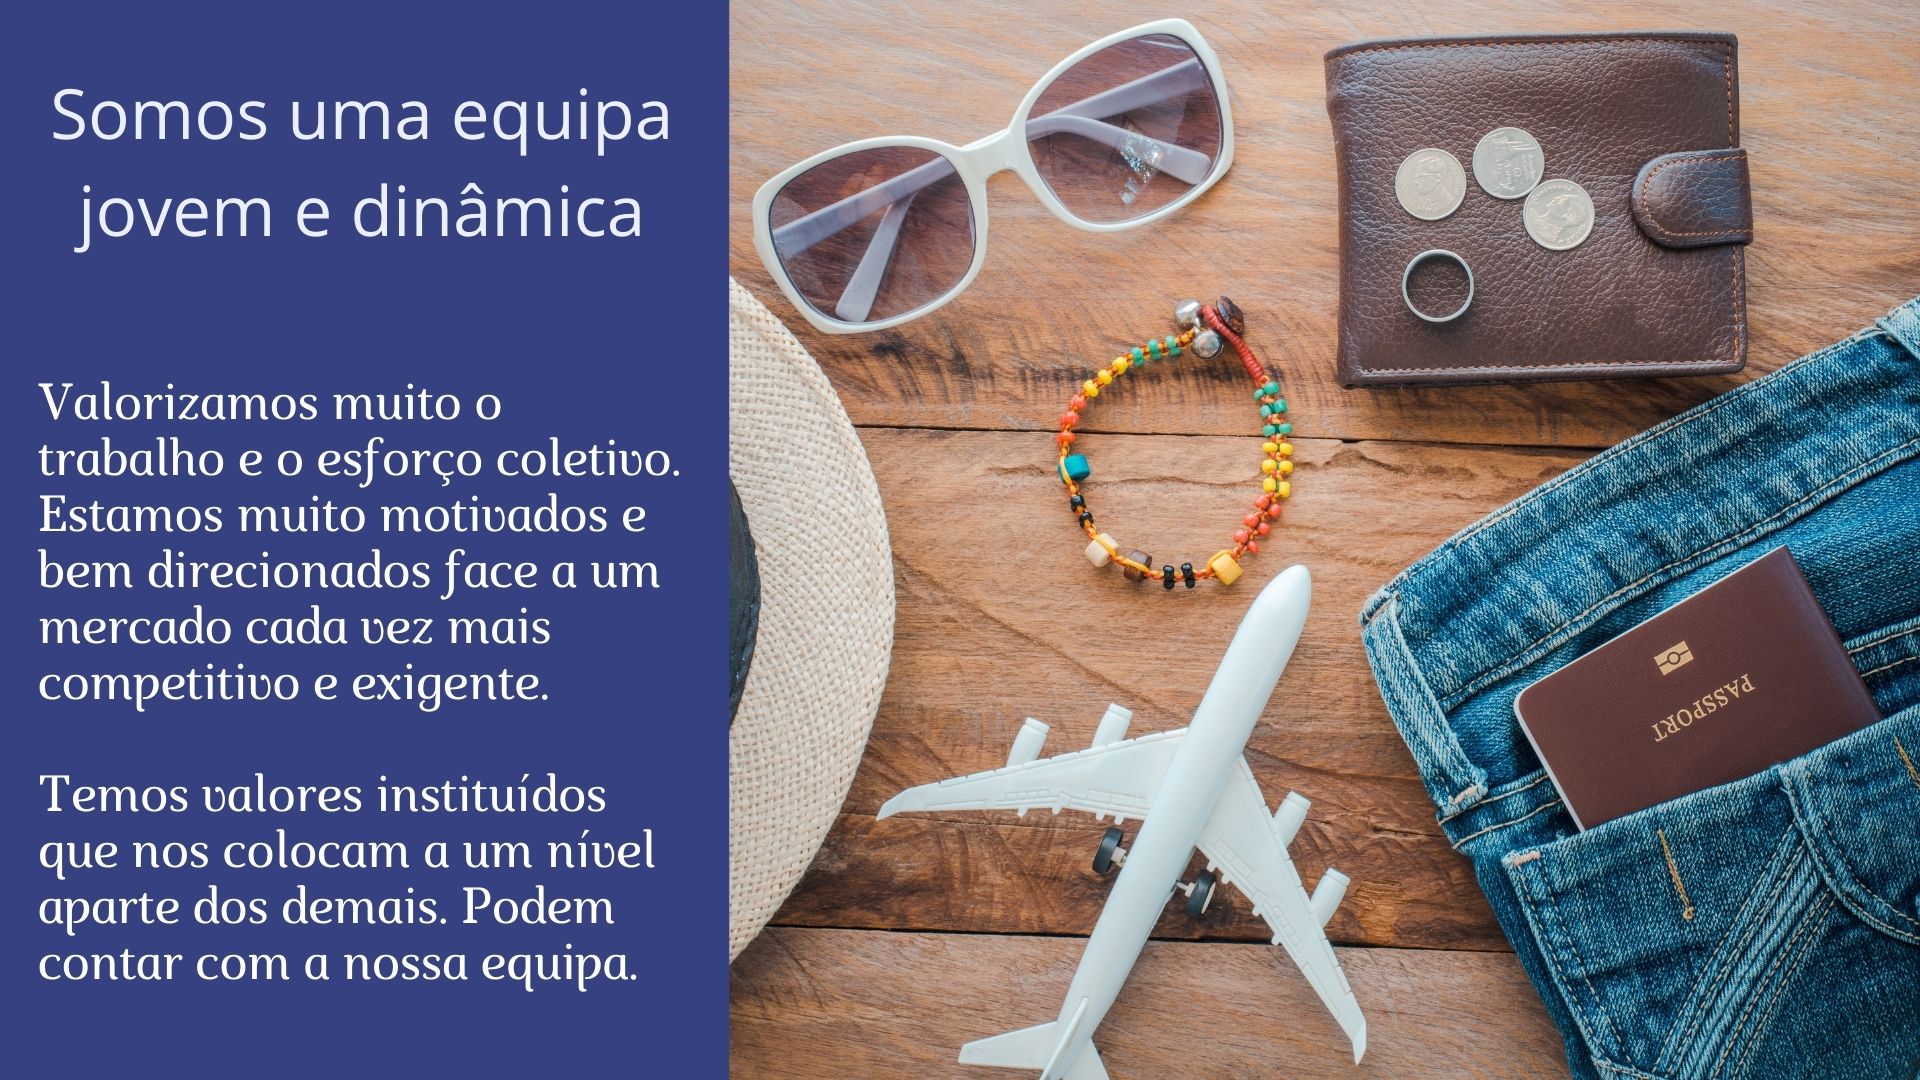 Somos uma equipa
jovem e dinâmica
Valorizamos muito o
trabalho e o esforço coletivo.
Estamos muito motivados e
bem direcionados face a um
mercado cada vez mais
competitivo e exigente.
Temos valores instituídos
que nos colocam a um nível
aparte dos demais. Podem
contar com a nossa equipa.
PASSPORT